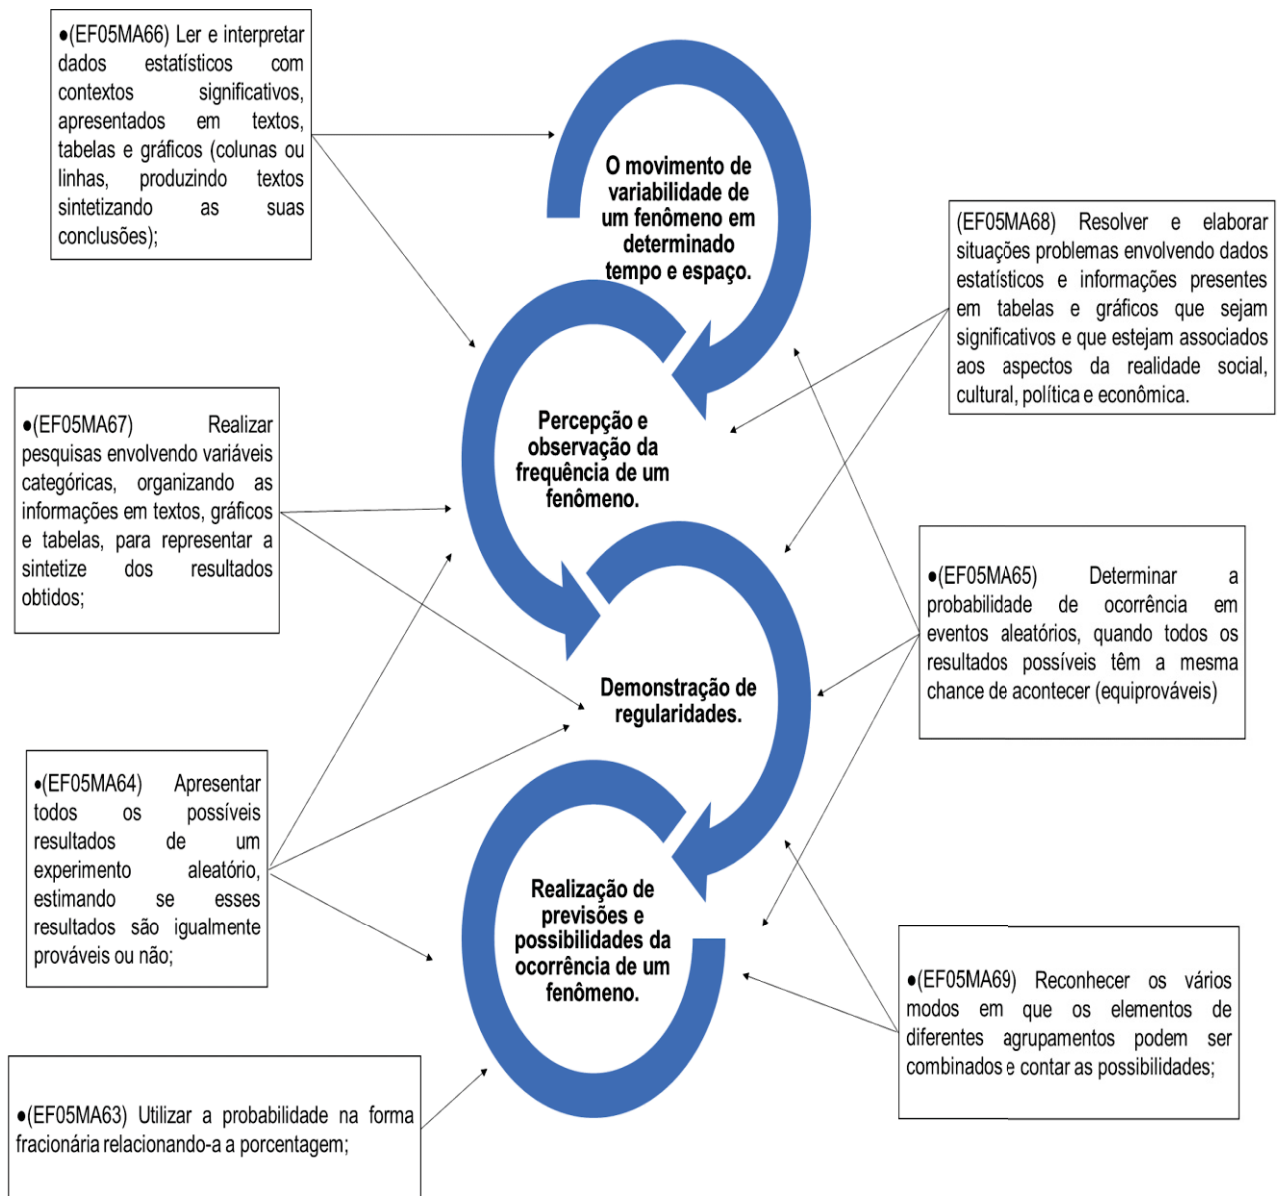 ●(EF05MA66) Ler e interpretar
dados estatísticos com
contextos significativos,
apresentados em textos,
tabelas e gráficos (colunas ou
linhas, produzindo textos
sintetizando as suas
conclusões);
O movimento de
variabilidade de
um fenômeno em
determinado
tempo e espaço.
(EF05MA68) Resolver e elaborar
situações problemas envolvendo dados
estatísticos e informações presentes
em tabelas e gráficos que sejam
significativos e que estejam associados
aos aspectos da realidade social,
cultural, política e econômica.
●(EF05MA67) Realizar
pesquisas envolvendo variáveis
categóricas, organizando as
informações em textos, gráficos
e tabelas, para representar a
sintetize dos resultados
obtidos;
Percepção e
observação da
frequência de um
fenômeno.
●(EF05MA65) Determinar a
probabilidade de ocorrência em
eventos aleatórios, quando todos os
resultados possíveis têm a mesma
chance de acontecer (equiprováveis)
Demonstração de
regularidades.
●(EF05MA64) Apresentar
todos os possíveis
resultados de um
experimento aleatório,
estimando se esses
resultados são igualmente
prováveis ou não;
Realização de
previsões e
possibilidades da
ocorrência de um
fenômeno.
●(EF05MA69) Reconhecer os vários
modos em que os elementos de
diferentes agrupamentos podem ser
combinados e contar as possibilidades;
●(EF05MA63) Utilizar a probabilidade na forma
fracionária relacionando-a a porcentagem;